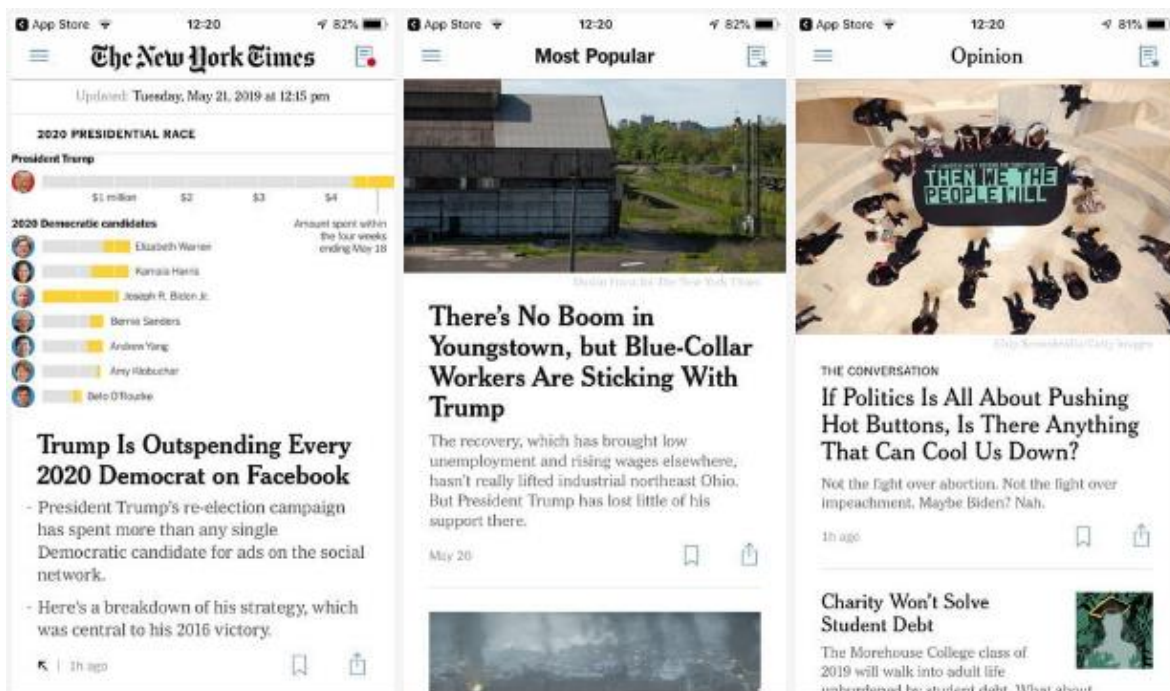 App Store
12:20
82%
The New York Times
Updated: Tuesday, May 21, 2019 at 12:15 pm
2020 PRESIDENTIAL RACE
President Trump
$1 million $2 $3 $4
2020 Democratic candidates
Amount spent within
the four weeks
ending May 18
Elizabeth Warren
Kamala Harris
Joseph R. Biden Jr.
Bernie Sanders
Andrew Yang
Amy Klobuchar
Beto O'Rourke
Trump Is Outspending Every
2020 Democrat on Facebook
- President Trump's re-election campaign
has spent more than any single
Democratic candidate for ads on the social
network.
- Here's a breakdown of his strategy, which
was central to his 2016 victory.
1h ago
App Store
12:20
82%
Most Popular
There's No Boom in
Youngstown, but Blue-Collar
Workers Are Sticking With
Trump
The recovery, which has brought low
unemployment and rising wages elsewhere,
hasn't really lifted industrial northeast Ohio.
But President Trump has lost little of his
support there.
May 20
App Store
12:20
81%
Opinion
THEN WE THE
PEOPLE WILL
THE CONVERSATION
If Politics Is All About Pushing
Hot Buttons, Is There Anything
That Can Cool Us Down?
Not the fight over abortion. Not the fight over
impeachment. Maybe Biden? Nah.
1h ago
Charity Won't Solve
Student Debt
The Morehouse College class of
2019 will walk into adult life
unburdened by student debt. What about